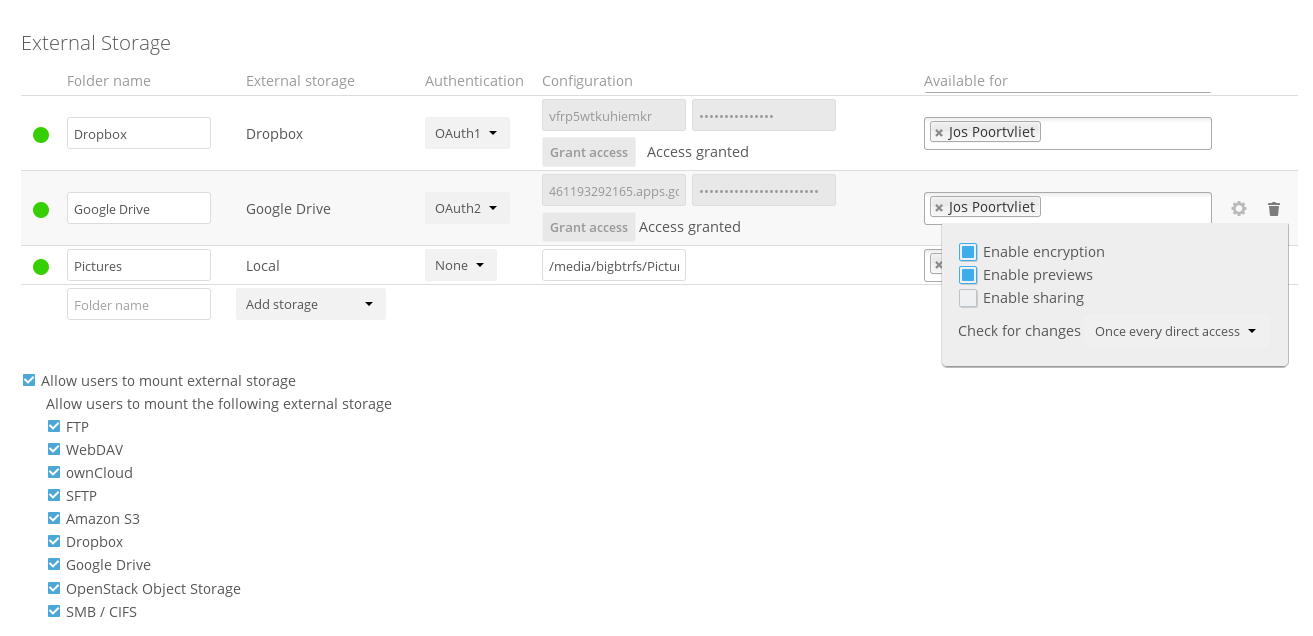 External Storage
Folder name External storage Authentication Configuration Available for
vfrp5wtkuhiemkr •••••••••••••••
Dropbox Dropbox OAuth1 × Jos Poortvliet
Grant access Access granted
461193292165.apps.gc ••••••••••••••••••••••••
Google Drive Google Drive OAuth2 × Jos Poortvliet
Grant access Access granted
Pictures Local None /media/bigbtrfs/Pictur ×
Folder name Add storage
Enable encryption
Enable previews
Enable sharing
Check for changes Once every direct access
Allow users to mount external storage
Allow users to mount the following external storage
FTP
WebDAV
ownCloud
SFTP
Amazon S3
Dropbox
Google Drive
OpenStack Object Storage
SMB / CIFS